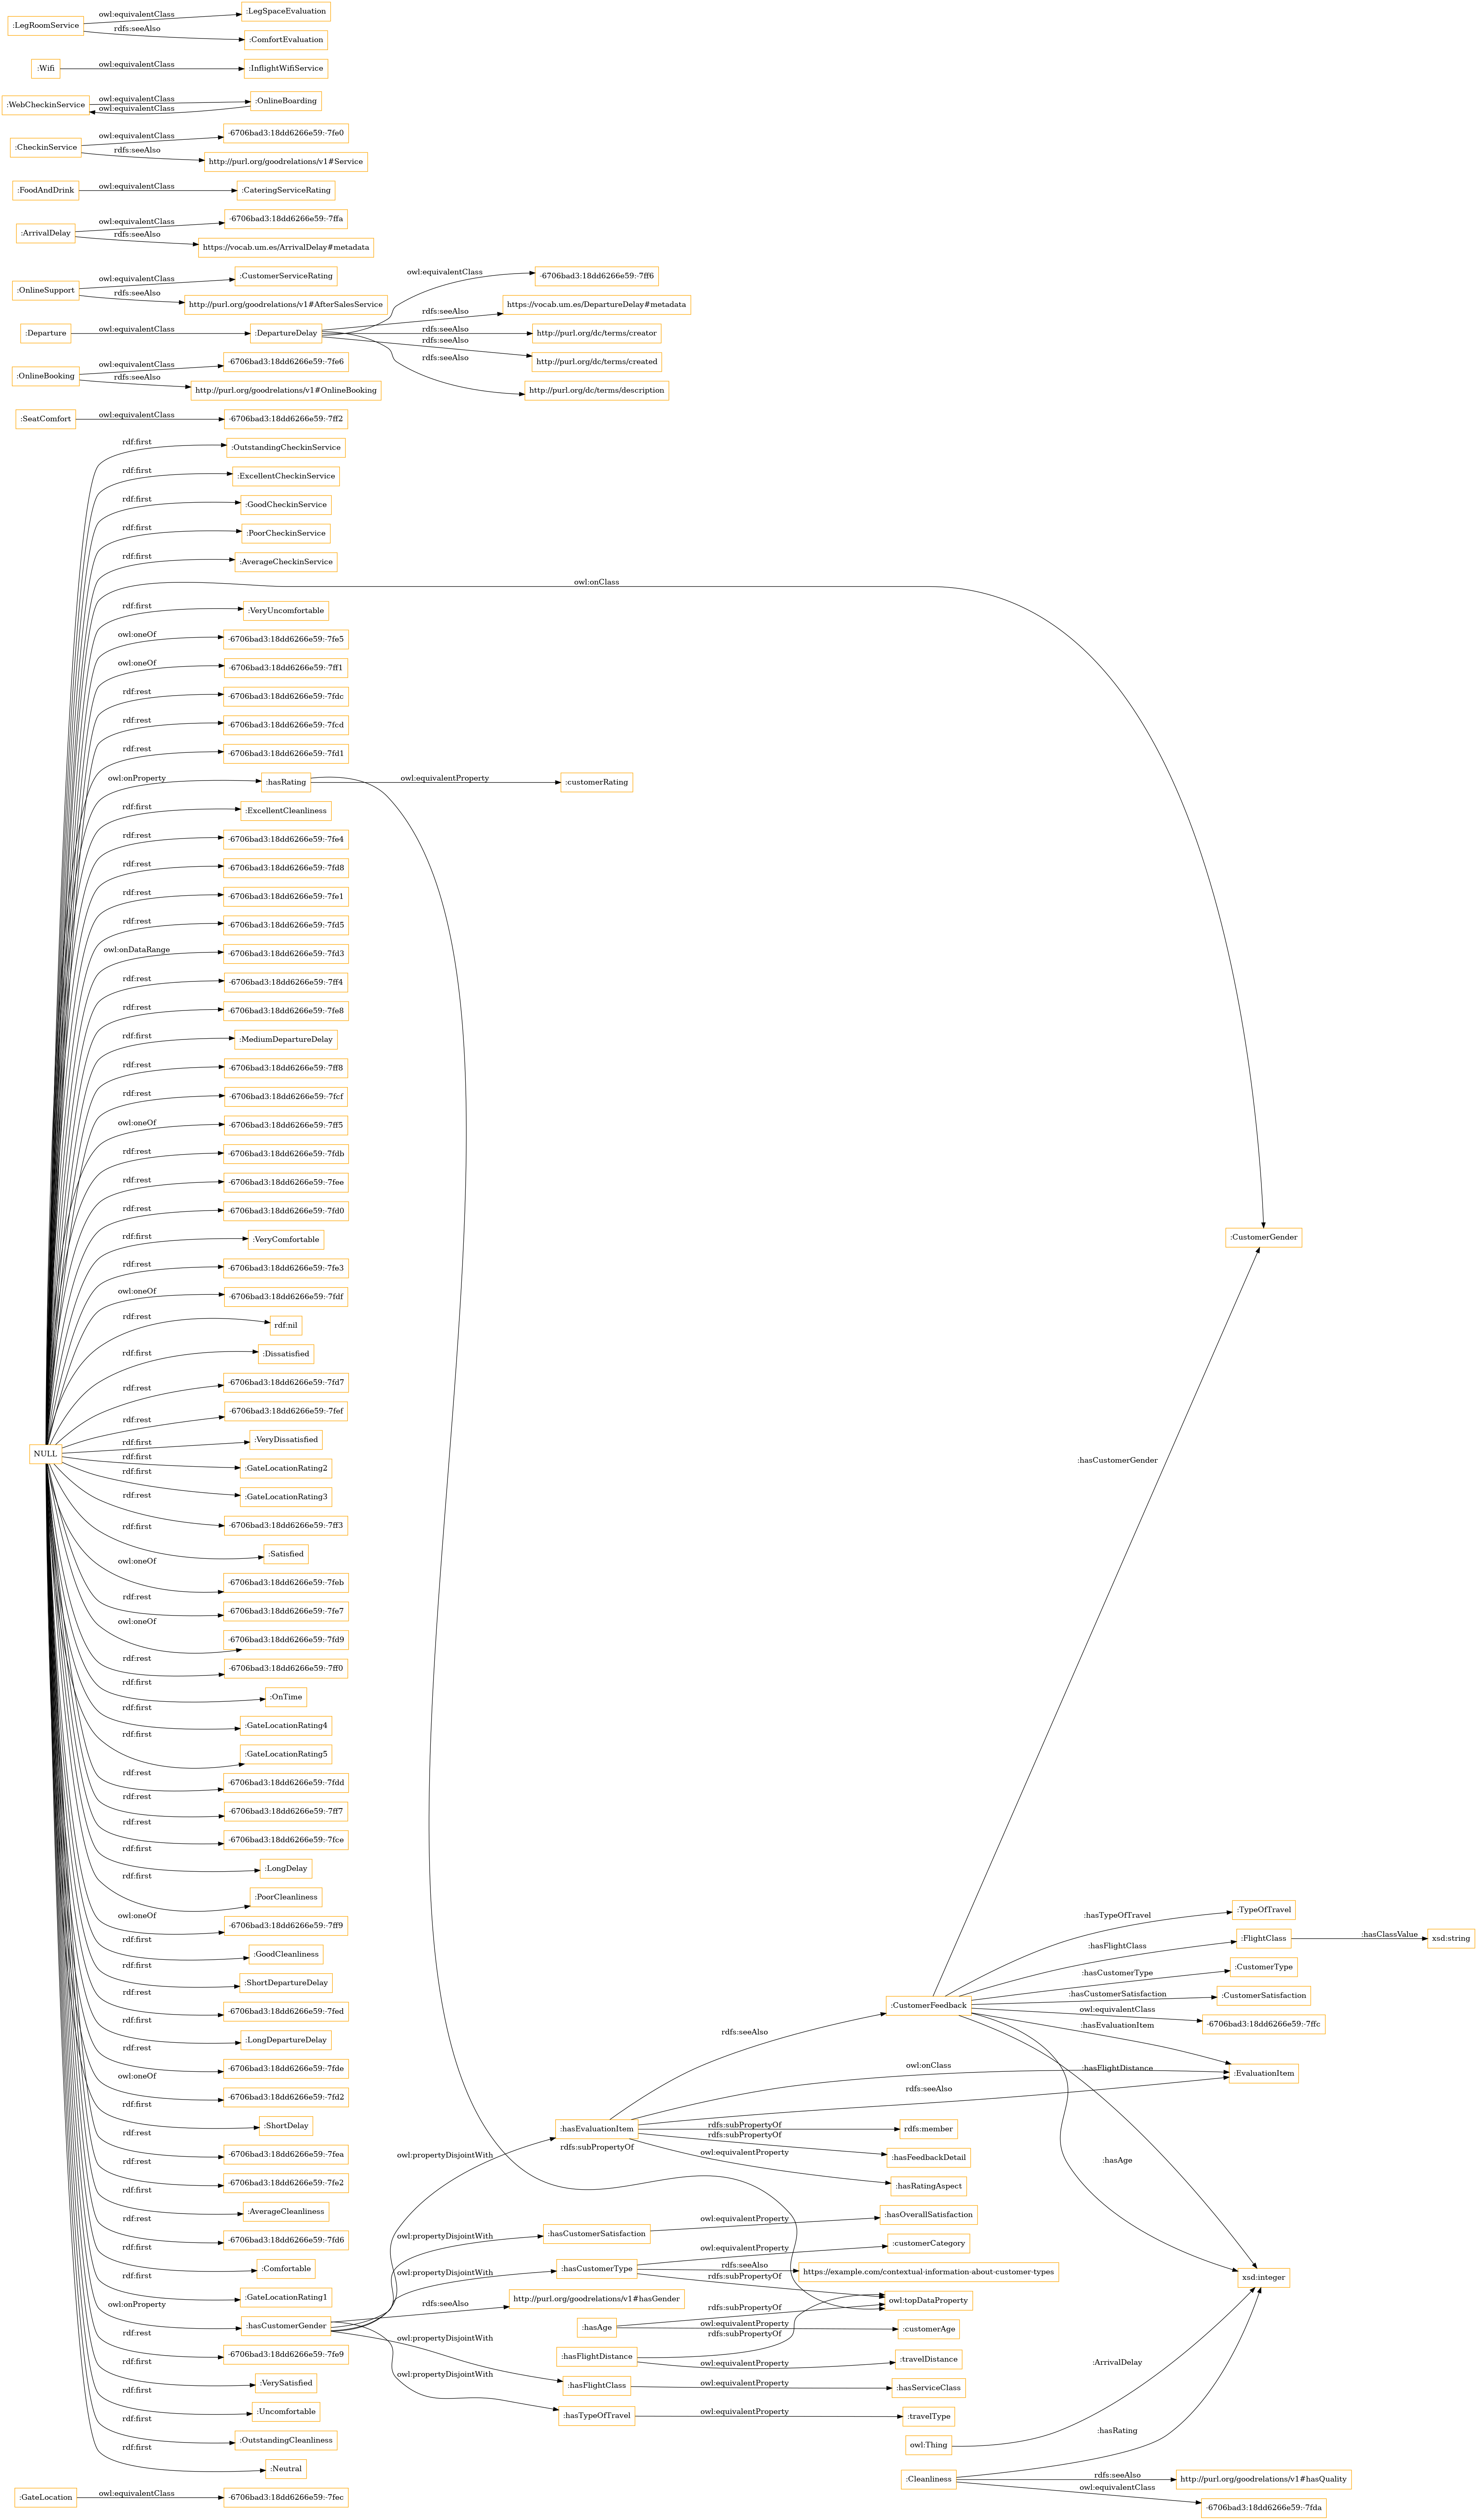 :LegRoomService
owl:equivalentClass
:LegSpaceEvaluation
rdfs:seeAlso
:ComfortEvaluation
:Wifi
owl:equivalentClass
:InflightWifiService
:WebCheckinService
owl:equivalentClass
owl:equivalentClass
:OnlineBoarding
:CheckinService
owl:equivalentClass
-6706bad3:18dd6266e59:-7fe0
rdfs:seeAlso
http://purl.org/goodrelations/v1#Service
:FoodAndDrink
owl:equivalentClass
:CateringServiceRating
:ArrivalDelay
owl:equivalentClass
-6706bad3:18dd6266e59:-7ffa
rdfs:seeAlso
https://vocab.um.es/ArrivalDelay#metadata
:OnlineSupport
owl:equivalentClass
:CustomerServiceRating
rdfs:seeAlso
http://purl.org/goodrelations/v1#AfterSalesService
:Departure
owl:equivalentClass
:DepartureDelay
owl:equivalentClass
-6706bad3:18dd6266e59:-7ff6
rdfs:seeAlso
https://vocab.um.es/DepartureDelay#metadata
rdfs:seeAlso
http://purl.org/dc/terms/creator
rdfs:seeAlso
http://purl.org/dc/terms/created
rdfs:seeAlso
http://purl.org/dc/terms/description
:OnlineBooking
owl:equivalentClass
-6706bad3:18dd6266e59:-7fe6
rdfs:seeAlso
http://purl.org/goodrelations/v1#OnlineBooking
:SeatComfort
owl:equivalentClass
-6706bad3:18dd6266e59:-7ff2
NULL
rdf:first
:OutstandingCheckinService
rdf:first
:ExcellentCheckinService
rdf:first
:GoodCheckinService
rdf:first
:PoorCheckinService
rdf:first
:AverageCheckinService
owl:onClass
:CustomerGender
rdf:first
:VeryUncomfortable
owl:oneOf
-6706bad3:18dd6266e59:-7fe5
owl:oneOf
-6706bad3:18dd6266e59:-7ff1
rdf:rest
-6706bad3:18dd6266e59:-7fdc
rdf:rest
-6706bad3:18dd6266e59:-7fcd
rdf:rest
-6706bad3:18dd6266e59:-7fd1
owl:onProperty
:hasRating
owl:equivalentProperty
:customerRating
rdf:first
:ExcellentCleanliness
rdf:rest
-6706bad3:18dd6266e59:-7fe4
rdf:rest
-6706bad3:18dd6266e59:-7fd8
rdf:rest
-6706bad3:18dd6266e59:-7fe1
rdf:rest
-6706bad3:18dd6266e59:-7fd5
owl:onDataRange
-6706bad3:18dd6266e59:-7fd3
rdf:rest
-6706bad3:18dd6266e59:-7ff4
rdf:rest
-6706bad3:18dd6266e59:-7fe8
rdf:first
:MediumDepartureDelay
rdf:rest
-6706bad3:18dd6266e59:-7ff8
rdf:rest
-6706bad3:18dd6266e59:-7fcf
owl:oneOf
-6706bad3:18dd6266e59:-7ff5
rdf:rest
-6706bad3:18dd6266e59:-7fdb
rdf:rest
-6706bad3:18dd6266e59:-7fee
rdf:rest
-6706bad3:18dd6266e59:-7fd0
rdf:first
:VeryComfortable
rdf:rest
-6706bad3:18dd6266e59:-7fe3
owl:oneOf
-6706bad3:18dd6266e59:-7fdf
rdf:rest
rdf:nil
rdf:first
:Dissatisfied
rdf:rest
-6706bad3:18dd6266e59:-7fd7
rdf:rest
-6706bad3:18dd6266e59:-7fef
rdf:first
:VeryDissatisfied
rdf:first
:GateLocationRating2
rdf:first
:GateLocationRating3
rdf:rest
-6706bad3:18dd6266e59:-7ff3
rdf:first
:Satisfied
owl:oneOf
-6706bad3:18dd6266e59:-7feb
rdf:rest
-6706bad3:18dd6266e59:-7fe7
owl:oneOf
-6706bad3:18dd6266e59:-7fd9
rdf:rest
-6706bad3:18dd6266e59:-7ff0
rdf:first
:OnTime
rdf:first
:GateLocationRating4
rdf:first
:GateLocationRating5
rdf:rest
-6706bad3:18dd6266e59:-7fdd
rdf:rest
-6706bad3:18dd6266e59:-7ff7
rdf:rest
-6706bad3:18dd6266e59:-7fce
rdf:first
:LongDelay
rdf:first
:PoorCleanliness
owl:oneOf
-6706bad3:18dd6266e59:-7ff9
rdf:first
:GoodCleanliness
rdf:first
:ShortDepartureDelay
rdf:rest
-6706bad3:18dd6266e59:-7fed
rdf:first
:LongDepartureDelay
rdf:rest
-6706bad3:18dd6266e59:-7fde
owl:oneOf
-6706bad3:18dd6266e59:-7fd2
rdf:first
:ShortDelay
rdf:rest
-6706bad3:18dd6266e59:-7fea
rdf:rest
-6706bad3:18dd6266e59:-7fe2
rdf:first
:AverageCleanliness
rdf:rest
-6706bad3:18dd6266e59:-7fd6
rdf:first
:Comfortable
rdf:first
:GateLocationRating1
owl:onProperty
:hasCustomerGender
rdf:rest
-6706bad3:18dd6266e59:-7fe9
rdf:first
:VerySatisfied
rdf:first
:Uncomfortable
rdf:first
:OutstandingCleanliness
rdf:first
:Neutral
:GateLocation
owl:equivalentClass
-6706bad3:18dd6266e59:-7fec
owl:propertyDisjointWith
owl:propertyDisjointWith
owl:propertyDisjointWith
rdfs:seeAlso
http://purl.org/goodrelations/v1#hasGender
owl:propertyDisjointWith
owl:propertyDisjointWith
:hasEvaluationItem
rdfs:subPropertyOf
rdfs:seeAlso
owl:onClass
rdfs:seeAlso
rdfs:subPropertyOf
rdfs:member
rdfs:subPropertyOf
:hasFeedbackDetail
owl:equivalentProperty
:hasRatingAspect
:hasCustomerSatisfaction
owl:equivalentProperty
:hasOverallSatisfaction
:hasCustomerType
owl:equivalentProperty
:customerCategory
rdfs:seeAlso
https://example.com/contextual-information-about-customer-types
rdfs:subPropertyOf
owl:topDataProperty
:hasAge
rdfs:subPropertyOf
owl:equivalentProperty
:customerAge
:hasFlightDistance
rdfs:subPropertyOf
owl:equivalentProperty
:travelDistance
:hasFlightClass
owl:equivalentProperty
:hasServiceClass
:hasTypeOfTravel
owl:equivalentProperty
:travelType
:CustomerFeedback
:hasCustomerGender
:hasTypeOfTravel
:TypeOfTravel
:hasFlightClass
:FlightClass
:hasClassValue
xsd:string
:hasCustomerType
:CustomerType
:hasCustomerSatisfaction
:CustomerSatisfaction
owl:equivalentClass
-6706bad3:18dd6266e59:-7ffc
:hasEvaluationItem
:EvaluationItem
:hasFlightDistance
:hasAge
xsd:integer
owl:Thing
:ArrivalDelay
:Cleanliness
:hasRating
rdfs:seeAlso
http://purl.org/goodrelations/v1#hasQuality
owl:equivalentClass
-6706bad3:18dd6266e59:-7fda